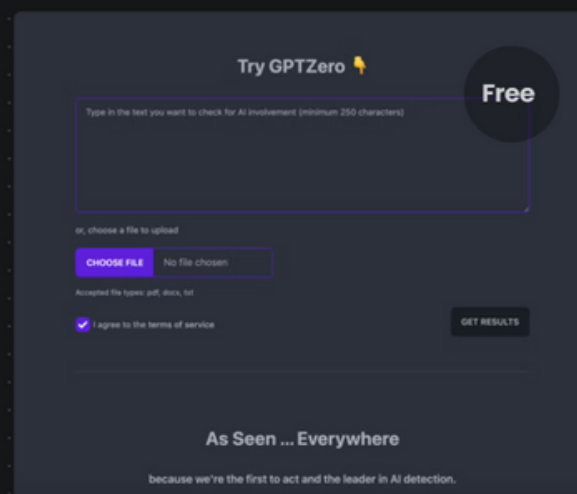 Try GPTZero 👇
Free
Type in the text you want to check for AI involvement (minimum 250 characters)
or, choose a file to upload
CHOOSE FILE No file chosen
Accepted file types: pdf, docx, txt
I agree to the terms of service
GET RESULTS
As Seen ... Everywhere
because we're the first to act and the leader in AI detection.